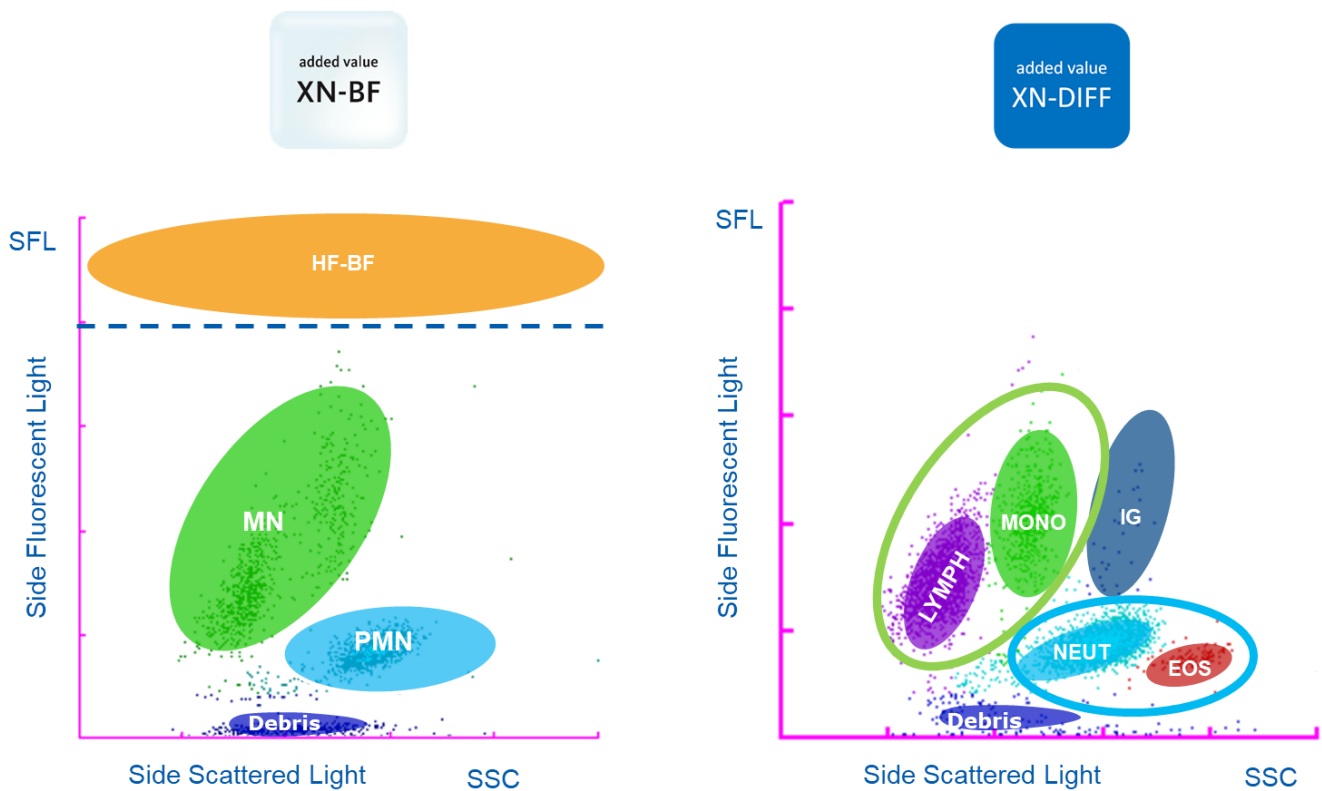 added value
XN-BF
SFL
HF-BF
Side Fluorescent Light
MN
PMN
Debris
Side Scattered Light
SSC
added value
XN-DIFF
SFL
Side Fluorescent Light
LYMPH
MONO
IG
NEUT
EOS
Debris
Side Scattered Light
SSC